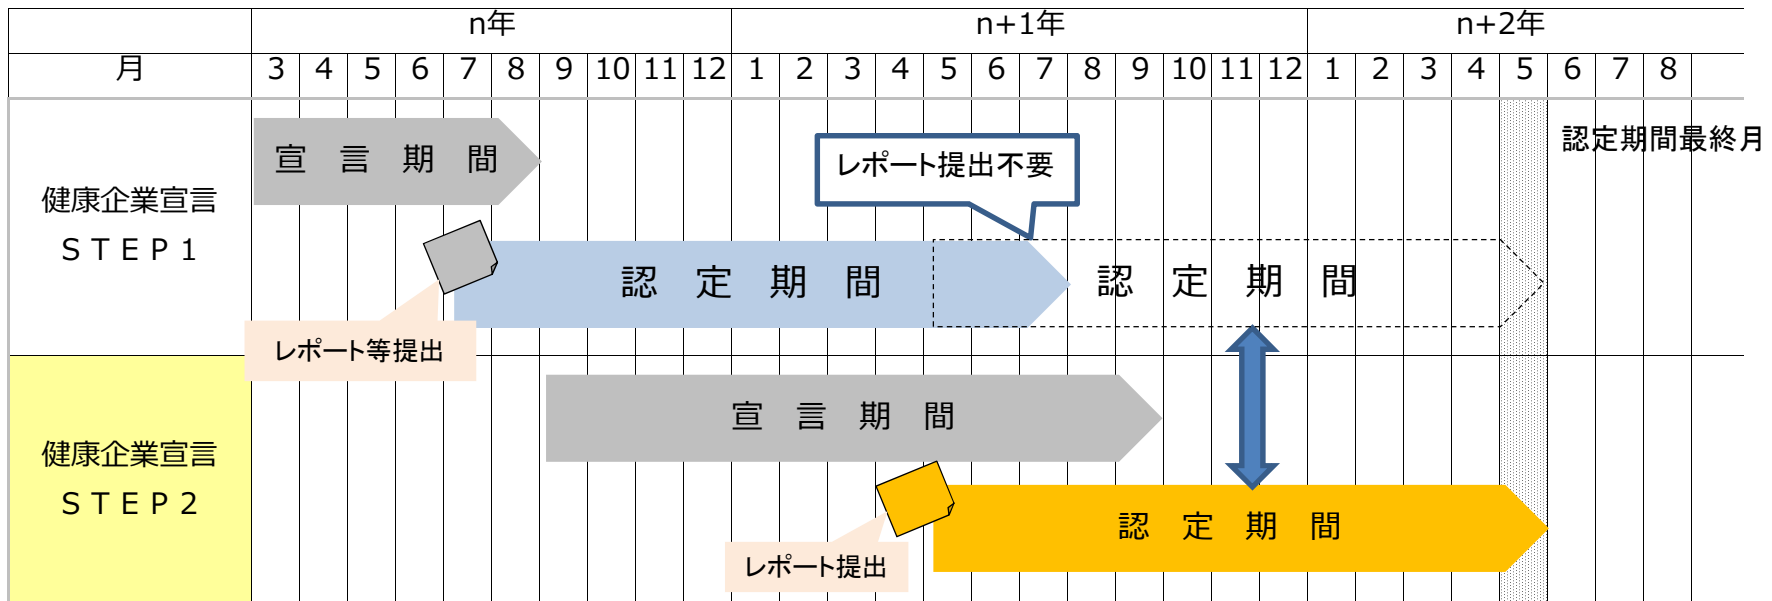 n年 n+1年 n+2年
月 3 4 5 6 7 8 9 10 11 12 1 2 3 4 5 6 7 8 9 10 11 12 1 2 3 4 5 6 7 8
認定期間最終月
宣言期間
レポート提出不要
健康企業宣言
STEP1
認定期間 認定期間
レポート等提出
宣言期間
健康企業宣言
STEP2
認定期間
レポート提出